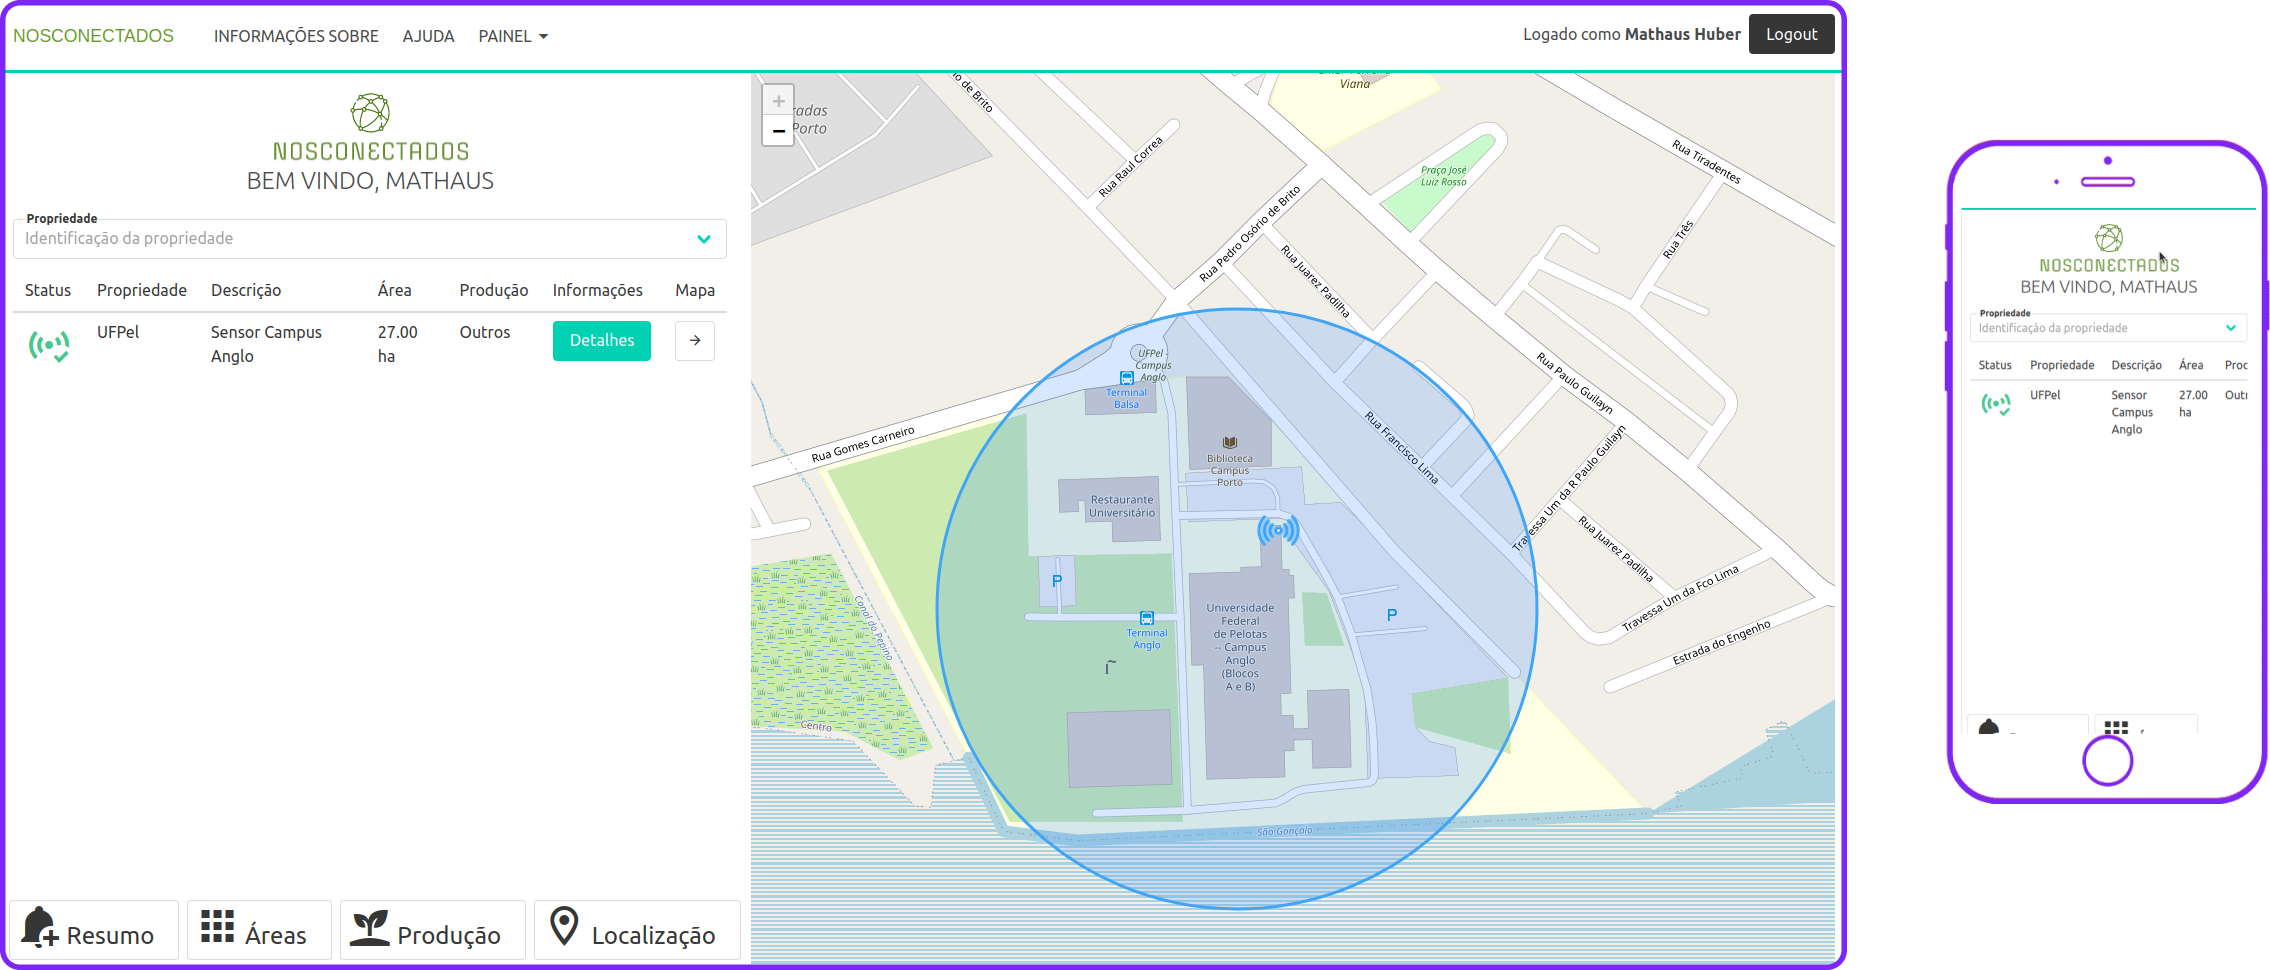 NOSCONECTADOS INFORMAÇÕES SOBRE AJUDA PAINEL Logado como Mathaus Huber Logout
NOSCONECTADOS
BEM VINDO, MATHAUS
Propriedade
Identificação da propriedade
Status Propriedade Descrição Área Produção Informações Mapa
UFPel Sensor Campus Anglo 27.00 ha Outros Detalhes →
Resumo Áreas Produção Localização
+
−
radas
Porto
io de Brito
Viana
Rua Raul Correa
Praça José
Luiz Rosso
Rua Tiradentes
Rua Pedro Osório de Brito
Rua Juarez Padilha
Rua Três
UFPel -
Campus
Anglo
Terminal
Balsa
Rua Gomes Carneiro
Rua Paulo Guilayn
Rua Francisco Lima
Biblioteca
Campus
Porto
Restaurante
Universitário
Travessa Um da R Paulo Guilayn
Rua Juarez Padilha
P
Canal do Pepino
Terminal
Anglo
Universidade
Federal
de Pelotas
-- Campus
Anglo
(Blocos
A e B)
P
Travessa Um da Fco Lima
Estrada do Engenho
Centro
São Gonçalo
NOSCONECTADOS
BEM VINDO, MATHAUS
Propriedade
Identificação da propriedade
Status Propriedade Descrição Área Proc
UFPel Sensor Campus Anglo 27.00 ha Outr